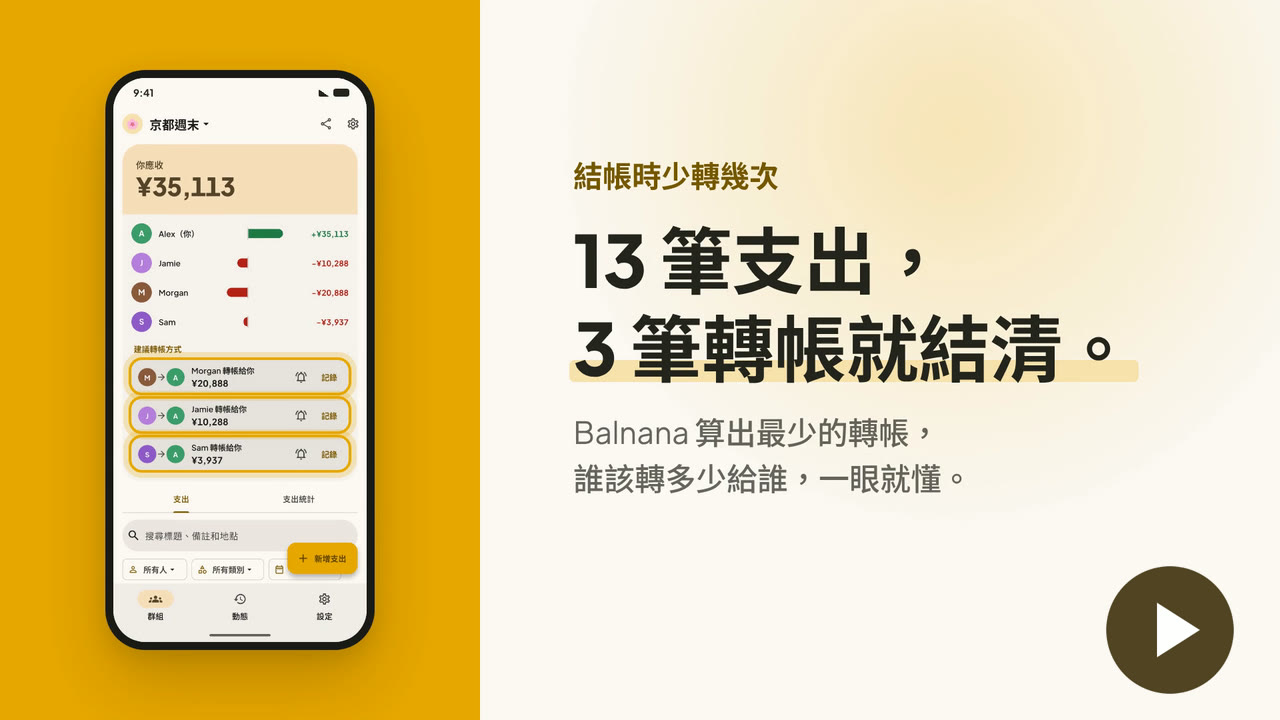 9:41
京都週末
你應收
¥35,113
A Alex（你） +¥35,113
J Jamie −¥10,288
M Morgan −¥20,888
S Sam −¥3,937
建議轉帳方式
M → A Morgan 轉帳給你 ¥20,888 記錄
J → A Jamie 轉帳給你 ¥10,288 記錄
S → A Sam 轉帳給你 ¥3,937 記錄
支出 支出統計
搜尋標題、備註和地點
+ 新增支出
所有人 所有類別
群組 動態 設定
結帳時少轉幾次
13 筆支出，
3 筆轉帳就結清。
Balnana 算出最少的轉帳，
誰該轉多少給誰，一眼就懂。